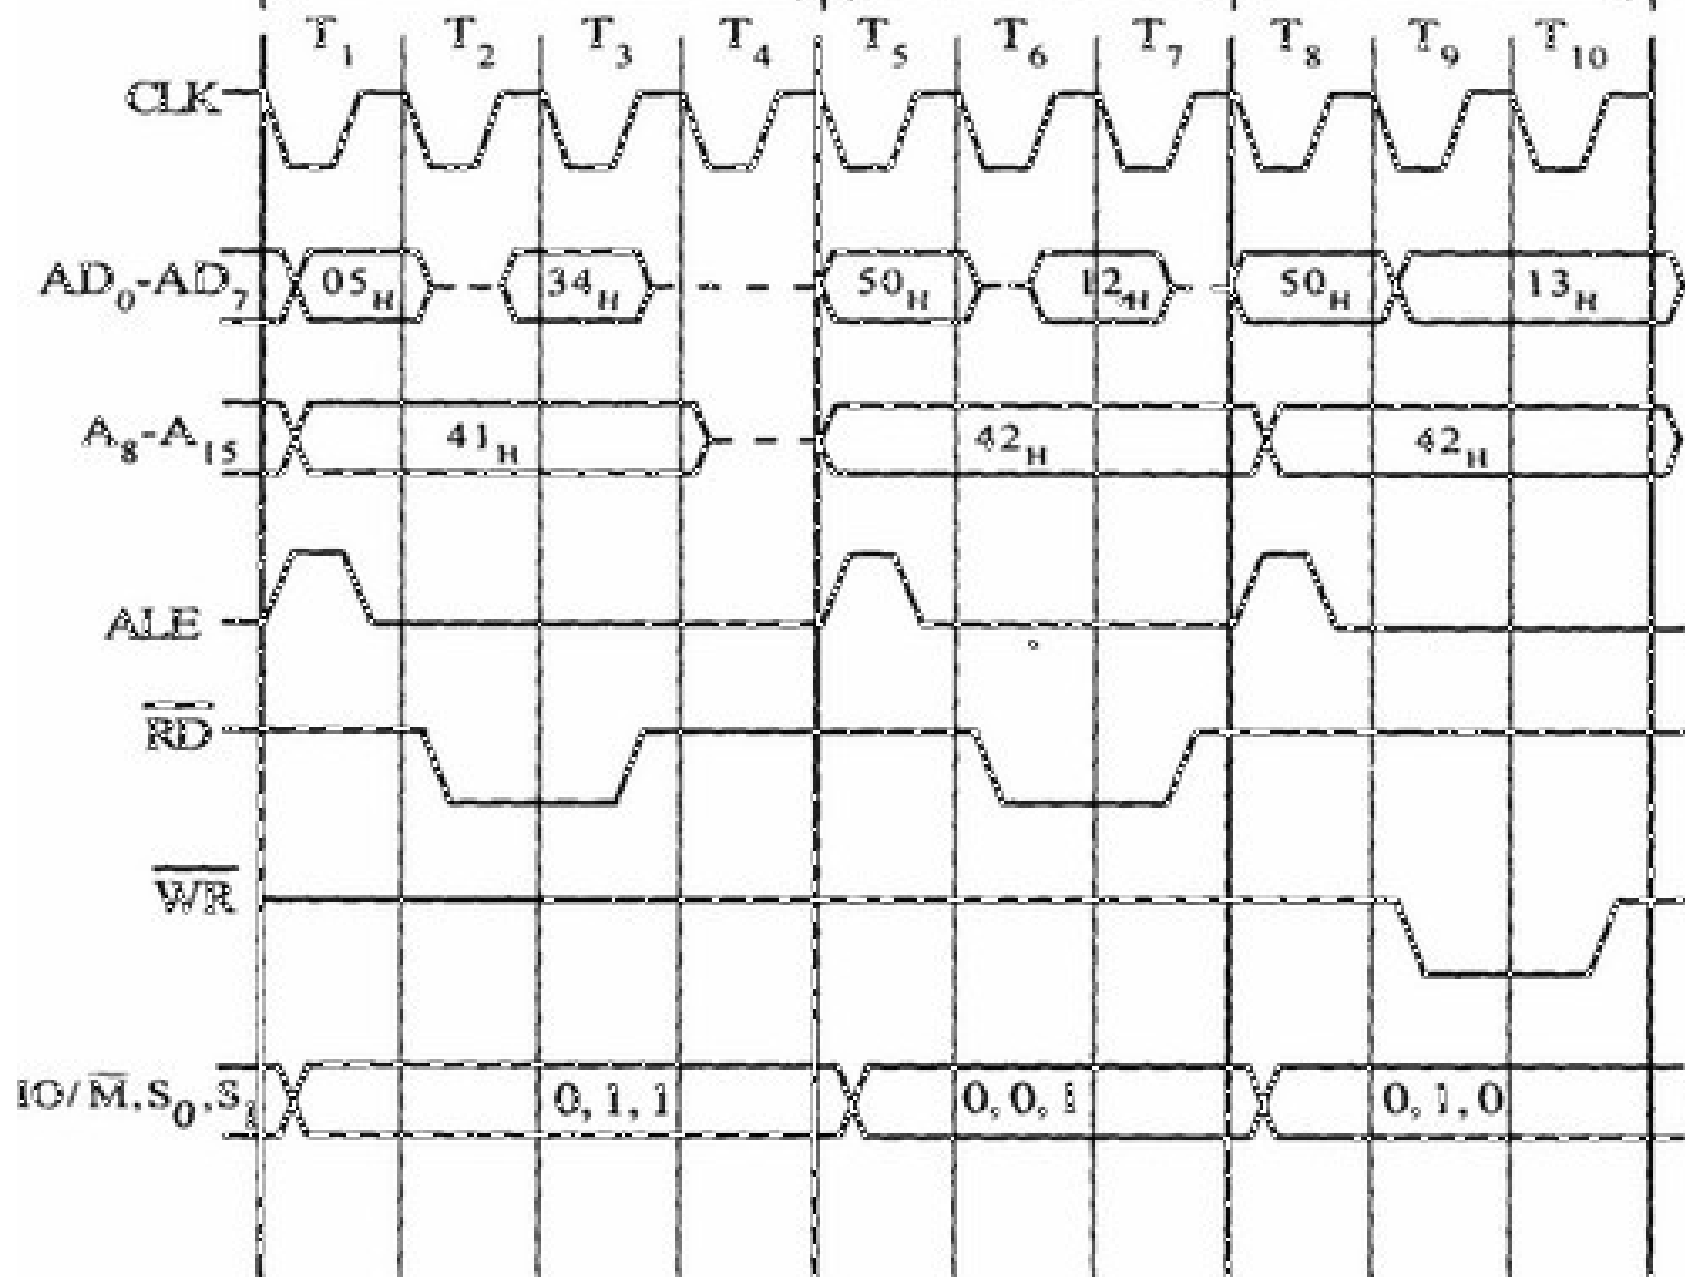 T1 T2 T3 T4 T5 T6 T7 T8 T9 T10
CLK
AD0-AD7 05H 34H 50H 12H 50H 13H
A8-A15 41H 42H 42H
ALE
RD
WR
IO/M,S0,S1 0,1,1 0,0,1 0,1,0